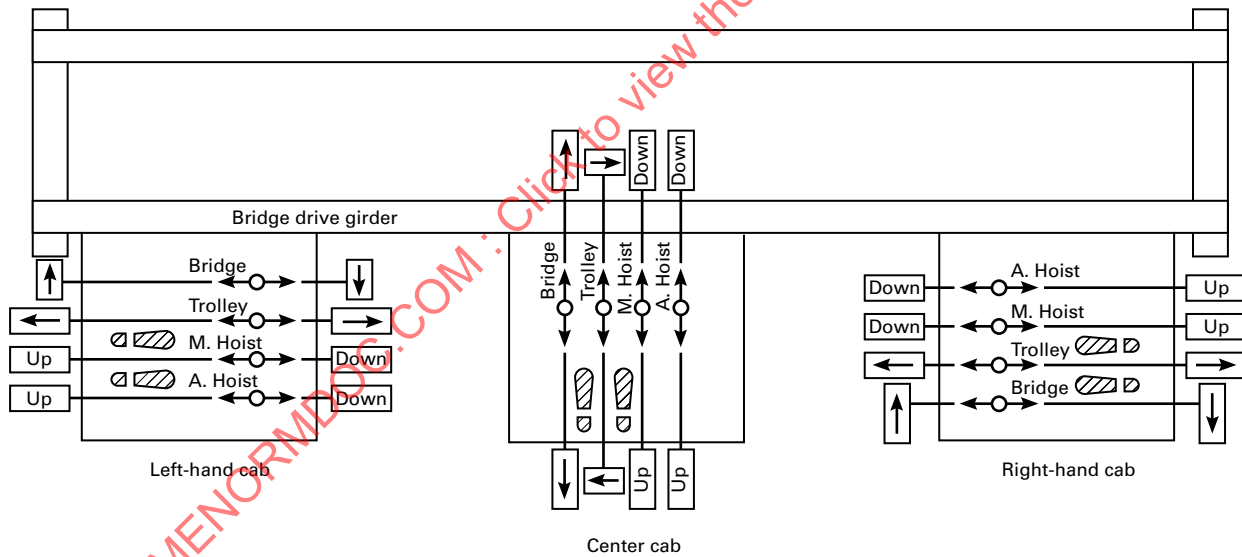 Bridge drive girder
Bridge
Trolley
M. Hoist
A. Hoist
Up
Up
Down
Down
Left-hand cab
Down
Down
Bridge
Trolley
M. Hoist
A. Hoist
Up
Up
Center cab
A. Hoist
M. Hoist
Trolley
Bridge
Down
Down
Up
Up
Right-hand cab
MENORMDOC.COM : Click to view the